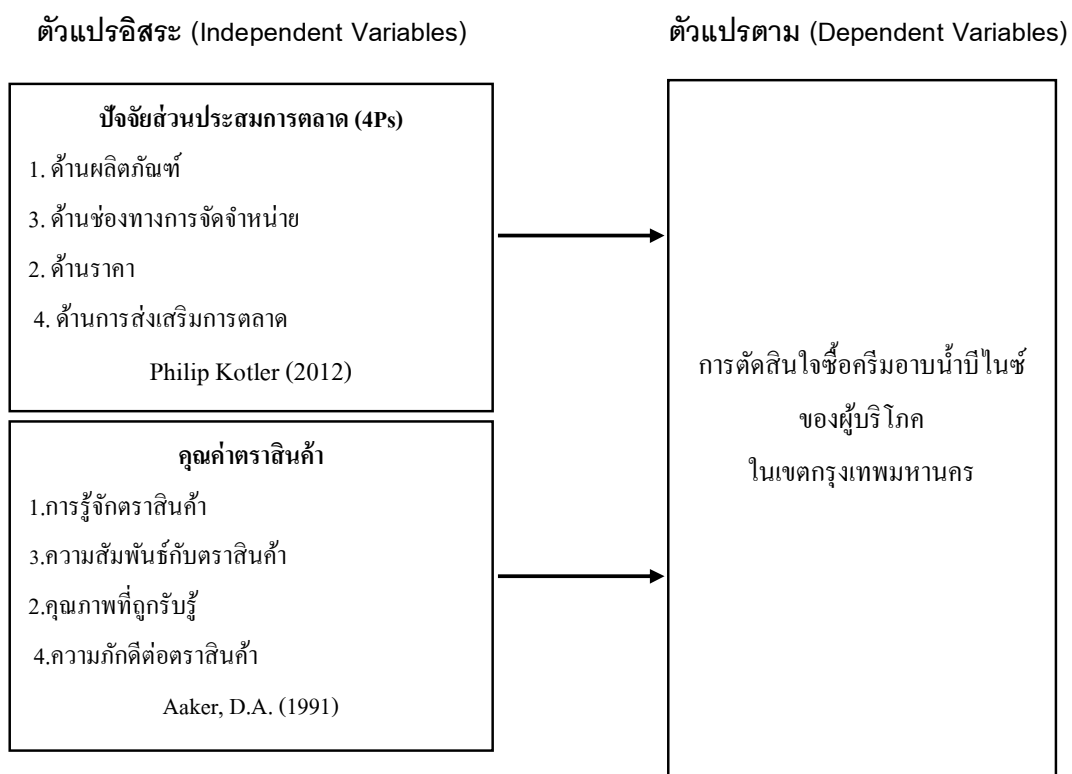 ตัวแปรอิสระ (Independent Variables)
ตัวแปรตาม (Dependent Variables)
ปัจจัยส่วนประสมการตลาด (4Ps)
1. ด้านผลิตภัณฑ์
3. ด้านช่องทางการจัดจำหน่าย
2. ด้านราคา
4. ด้านการส่งเสริมการตลาด
Philip Kotler (2012)
คุณค่าตราสินค้า
1.การรู้จักตราสินค้า
3.ความสัมพันธ์กับตราสินค้า
2.คุณภาพที่ถูกรับรู้
4.ความภักดีต่อตราสินค้า
Aaker, D.A. (1991)
การตัดสินใจซื้อครีมอาบน้ำบีไนซ์
ของผู้บริโภค
ในเขตกรุงเทพมหานคร